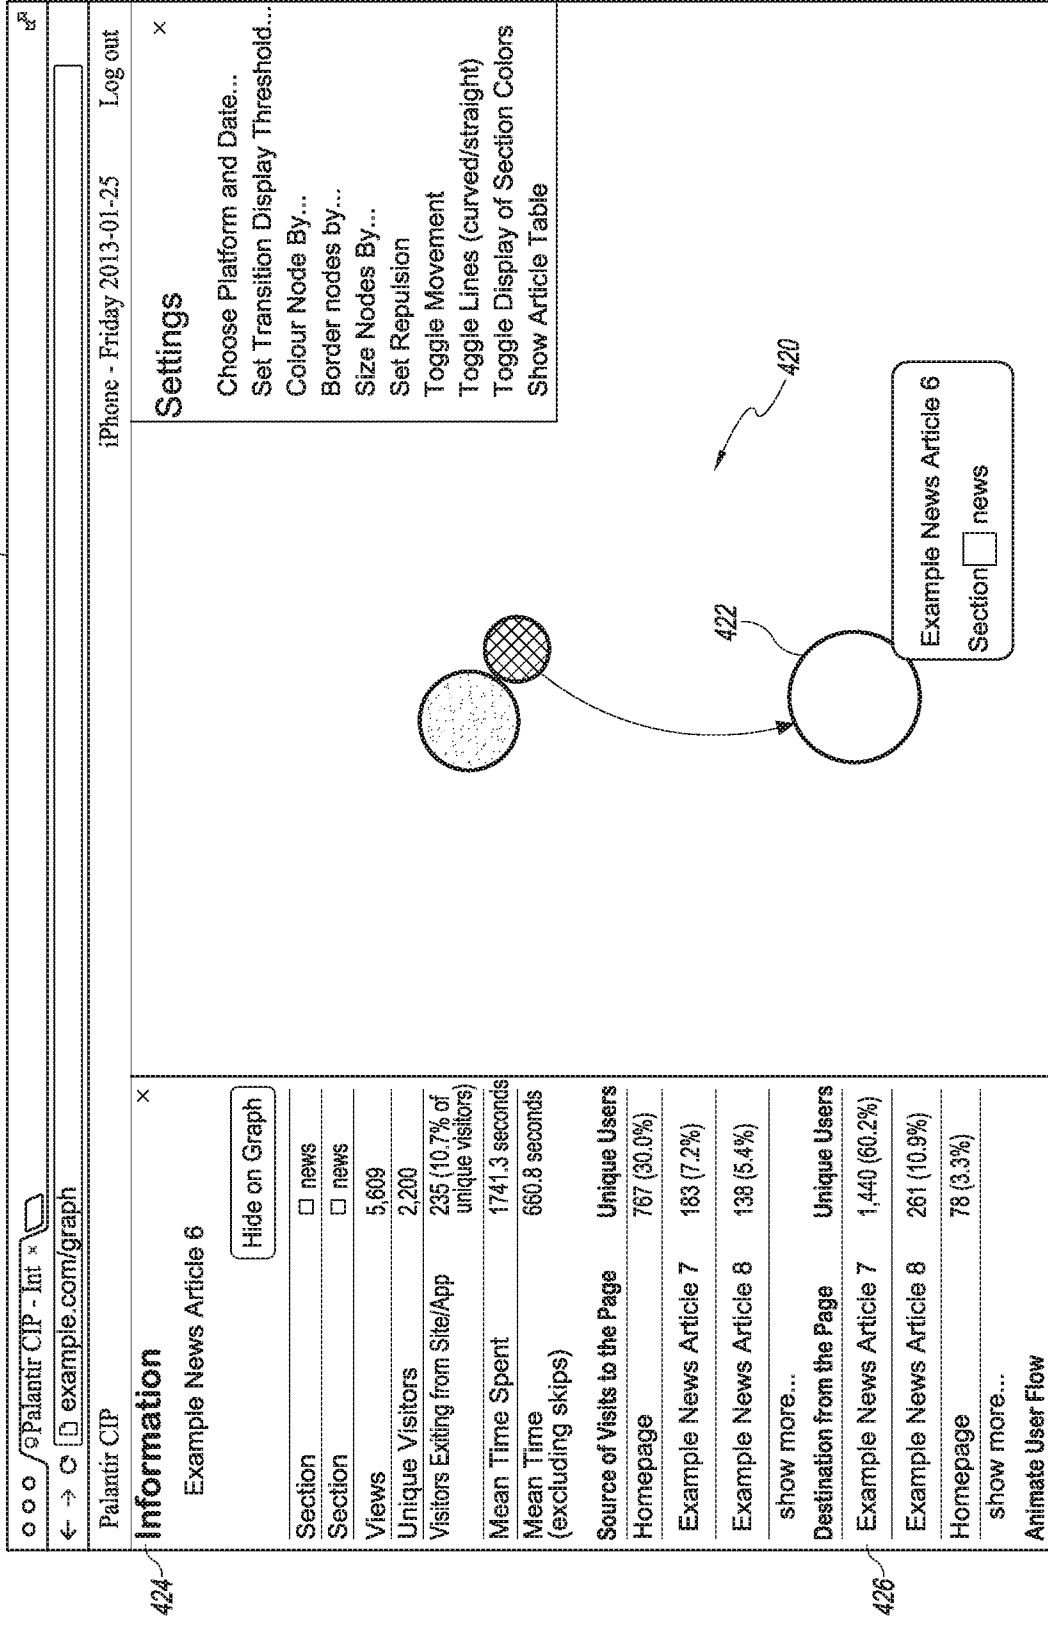 Palantir CIP - Int ×
example.com/graph
Palantir CIP
iPhone - Friday 2013-01-25
Log out
424
Information
×
Example News Article 6
Hide on Graph
Section □ news
Section □ news
Views 5,609
Unique Visitors 2,200
Visitors Exiting from Site/App 235 (10.7% of
unique visitors)
Mean Time Spent 1741.3 seconds
Mean Time 660.8 seconds
(excluding skips)
Source of Visits to the Page Unique Users
Homepage 767 (30.0%)
Example News Article 7 183 (7.2%)
Example News Article 8 138 (5.4%)
show more...
Destination from the Page Unique Users
426
Example News Article 7 1,440 (60.2%)
Example News Article 8 261 (10.9%)
Homepage 78 (3.3%)
show more...
Animate User Flow
422
Example News Article 6
Section □ news
420
Settings
×
Choose Platform and Date...
Set Transition Display Threshold...
Colour Node By...
Border nodes by...
Size Nodes By...
Set Repulsion
Toggle Movement
Toggle Lines (curved/straight)
Toggle Display of Section Colors
Show Article Table